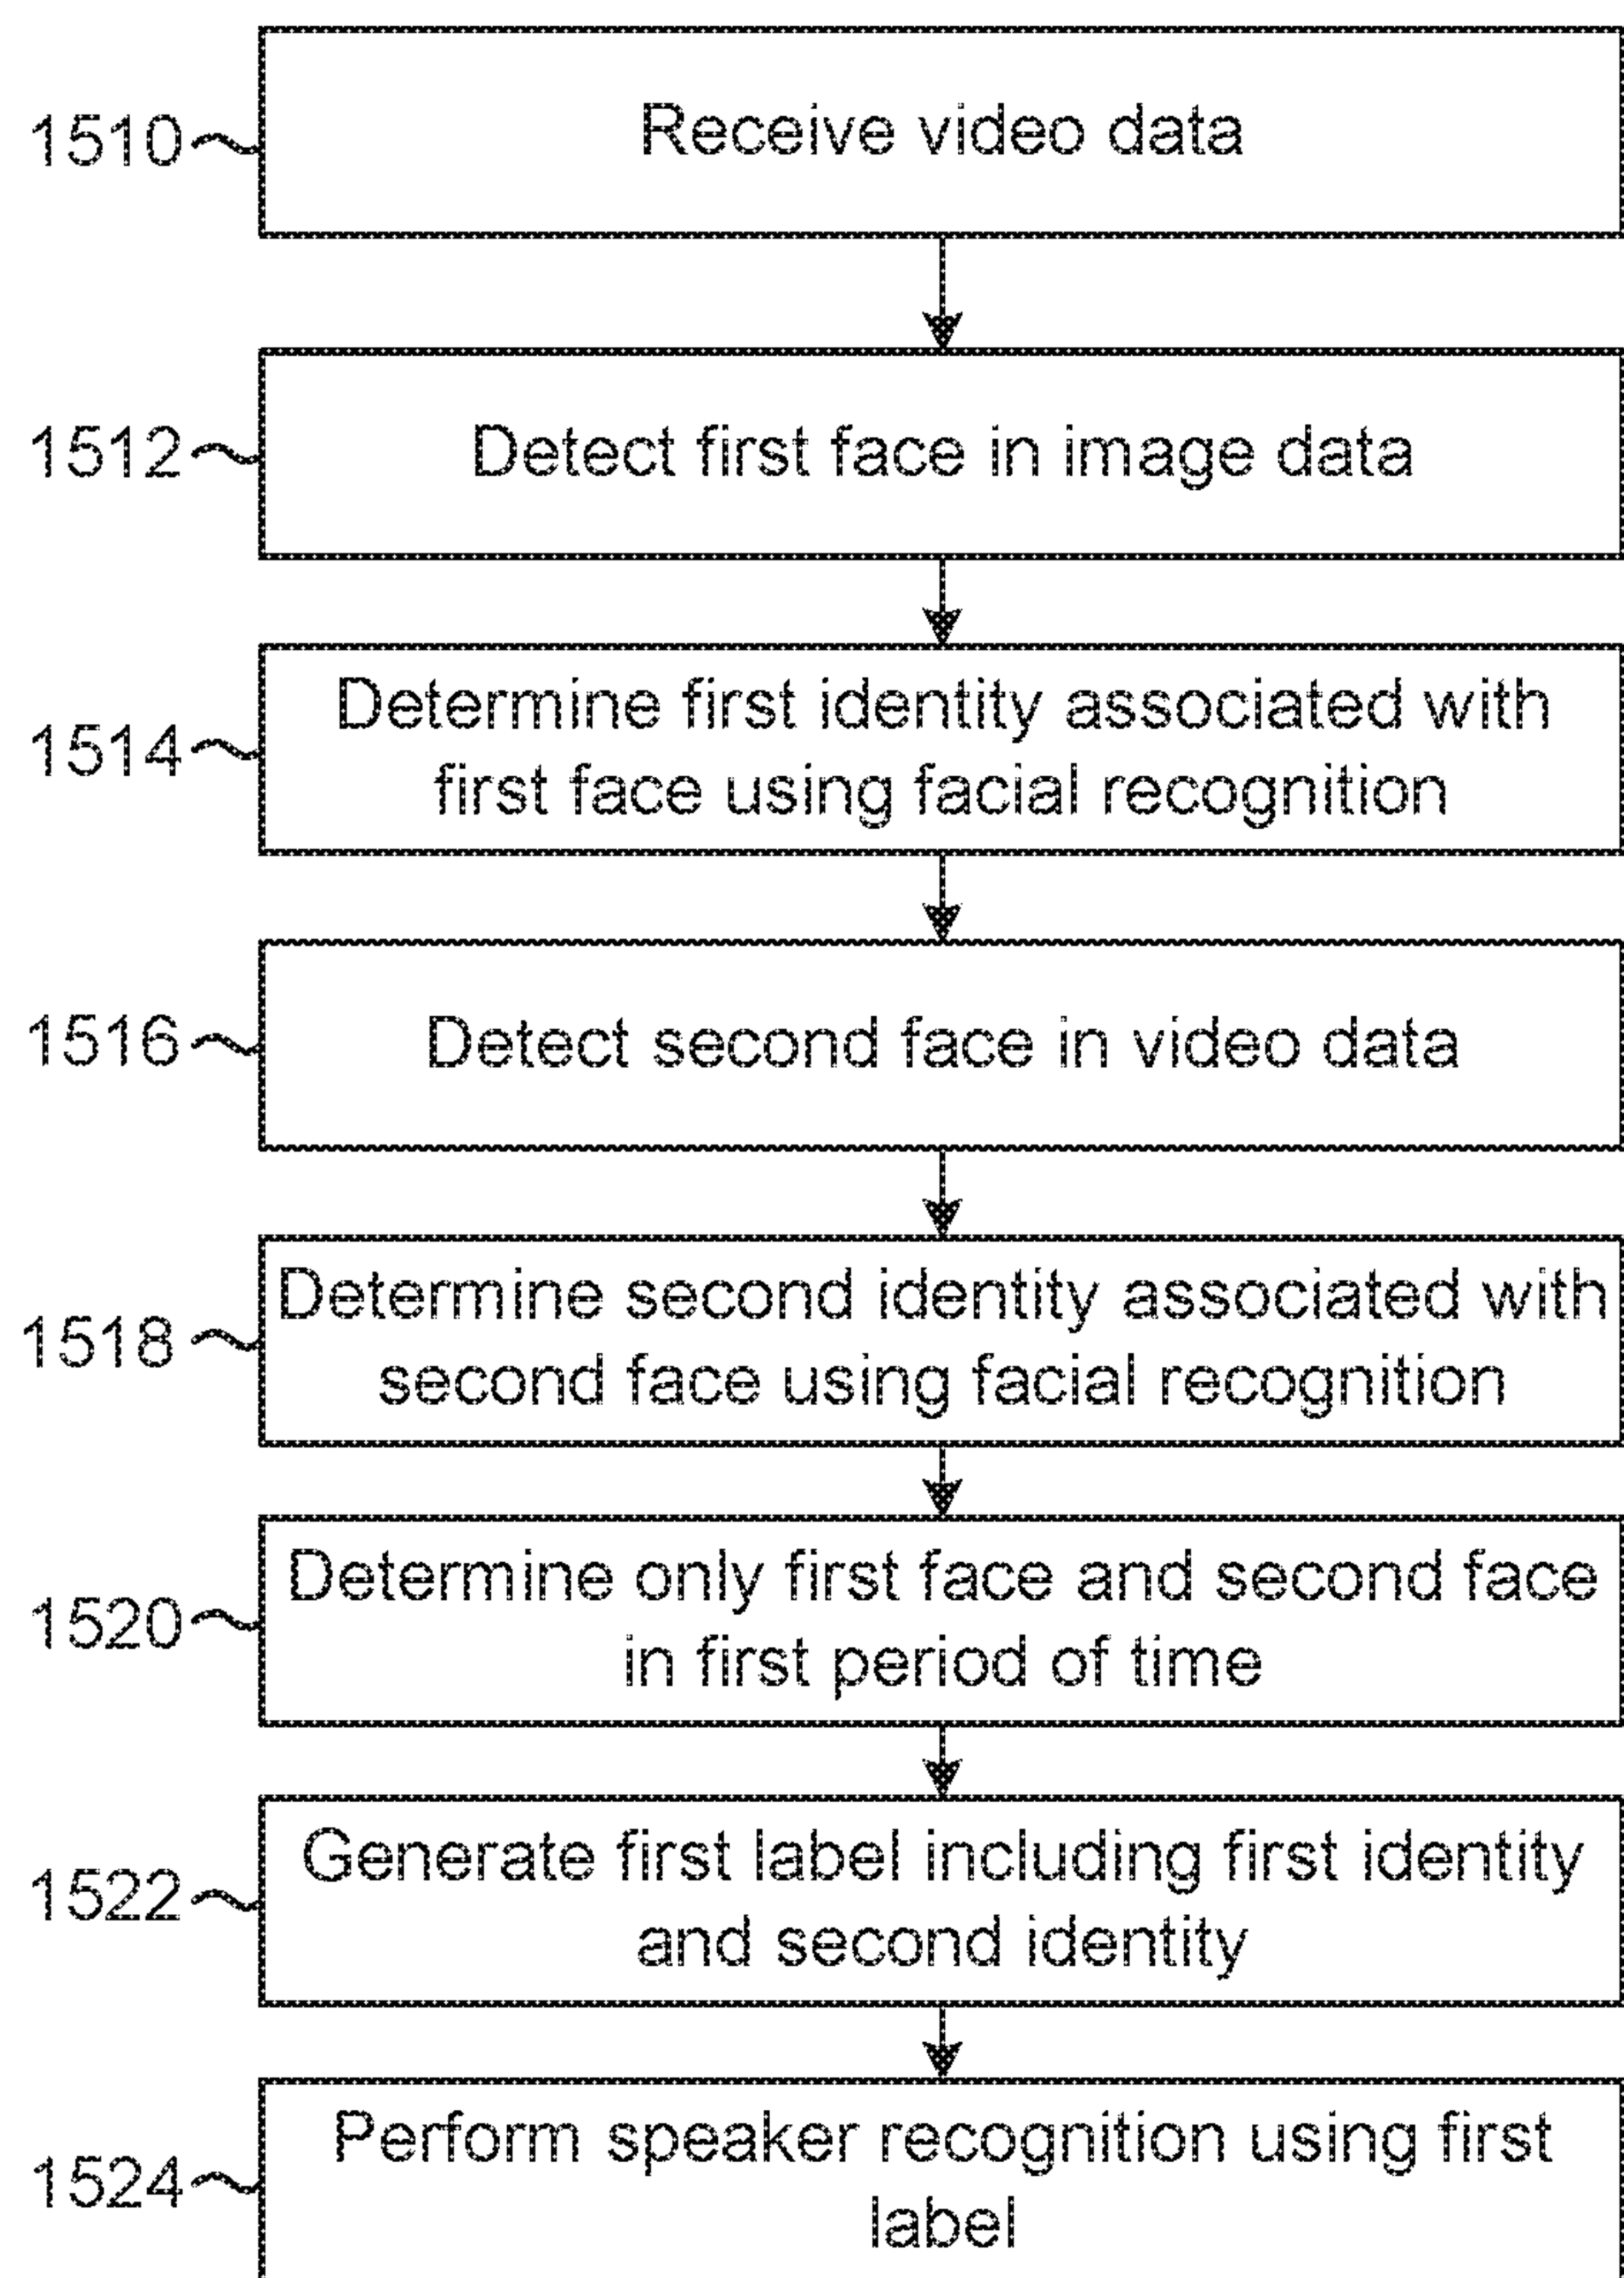 1510
Receive video data
1512
Detect first face in image data
1514
Determine first identity associated with
first face using facial recognition
1516
Detect second face in video data
1518
Determine second identity associated with
second face using facial recognition
1520
Determine only first face and second face
in first period of time
1522
Generate first label including first identity
and second identity
1524
Perform speaker recognition using first
label